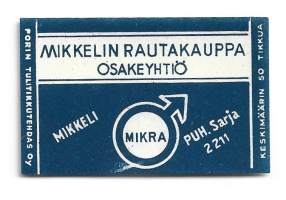 PORIN TULITIKKUTEHDAS Oy
MIKKELIN RAUTAKAUPPA
OSAKEYHTIÖ
MIKKELI
MIKRA
PUH. Sarja
2211
KESKIMÄÄRIN 50 TIKKUA